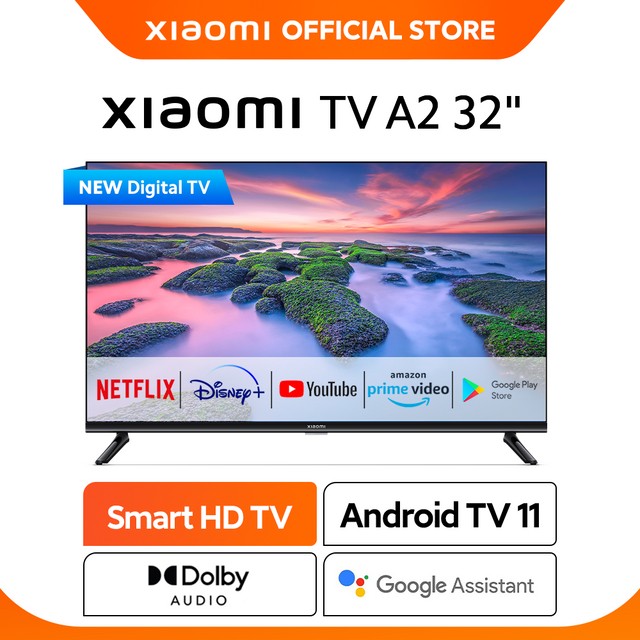 xiaomi OFFICIAL STORE
xiaomi TV A2 32"
NEW Digital TV
NETFLIX
Disney+
YouTube
amazon
prime video
Google Play
Store
xiaomi
Smart HD TV
Android TV 11
Dolby
AUDIO
Google Assistant